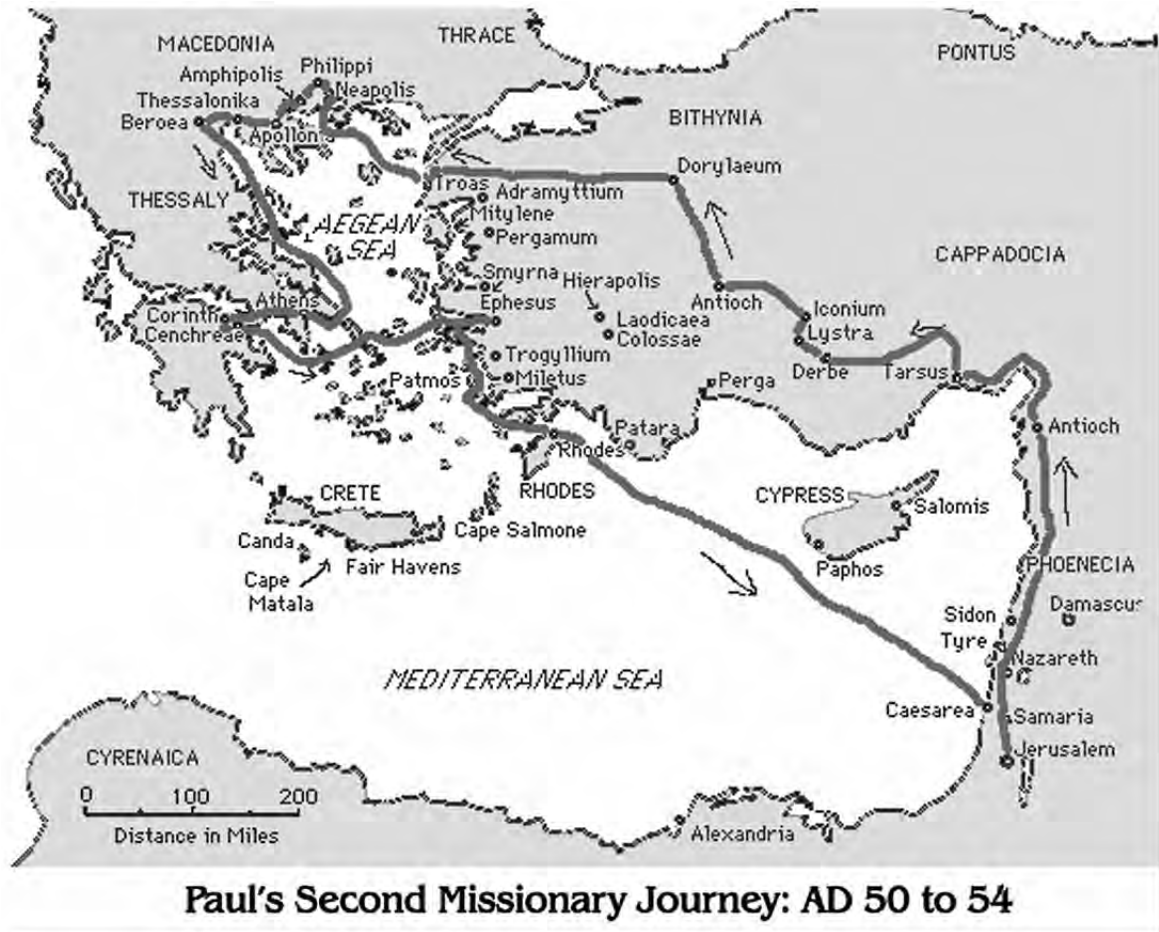 MACEDONIA
THRACE
PONTUS
Philippi
Amphipolis
Neapolis
Thessalonika
Beroea
Apollonia
BITHYNIA
Dorylaeum
Troas
Adramyttium
THESSALY
Mitylene
AEGEAN
SEA
Pergamum
CAPPADOCIA
Smyrna
Hierapolis
Ephesus
Antioch
Athens
Iconium
Corinth
Laodicaea
Cenchreae
Colossae
Lystra
Trogyllium
Derbe
Tarsus
Patmos
Miletus
Perga
Patara
Antioch
Rhodes
RHODES
CRETE
CYPRESS
Salomis
Cape Salmone
Canda
Fair Havens
Paphos
PHOENECIA
Cape
Matala
Damascus
Sidon
Tyre
Nazareth
MEDITERRANEAN SEA
Caesarea
Samaria
Jerusalem
CYRENAICA
0 100 200
Distance in Miles
Alexandria
Paul's Second Missionary Journey: AD 50 to 54